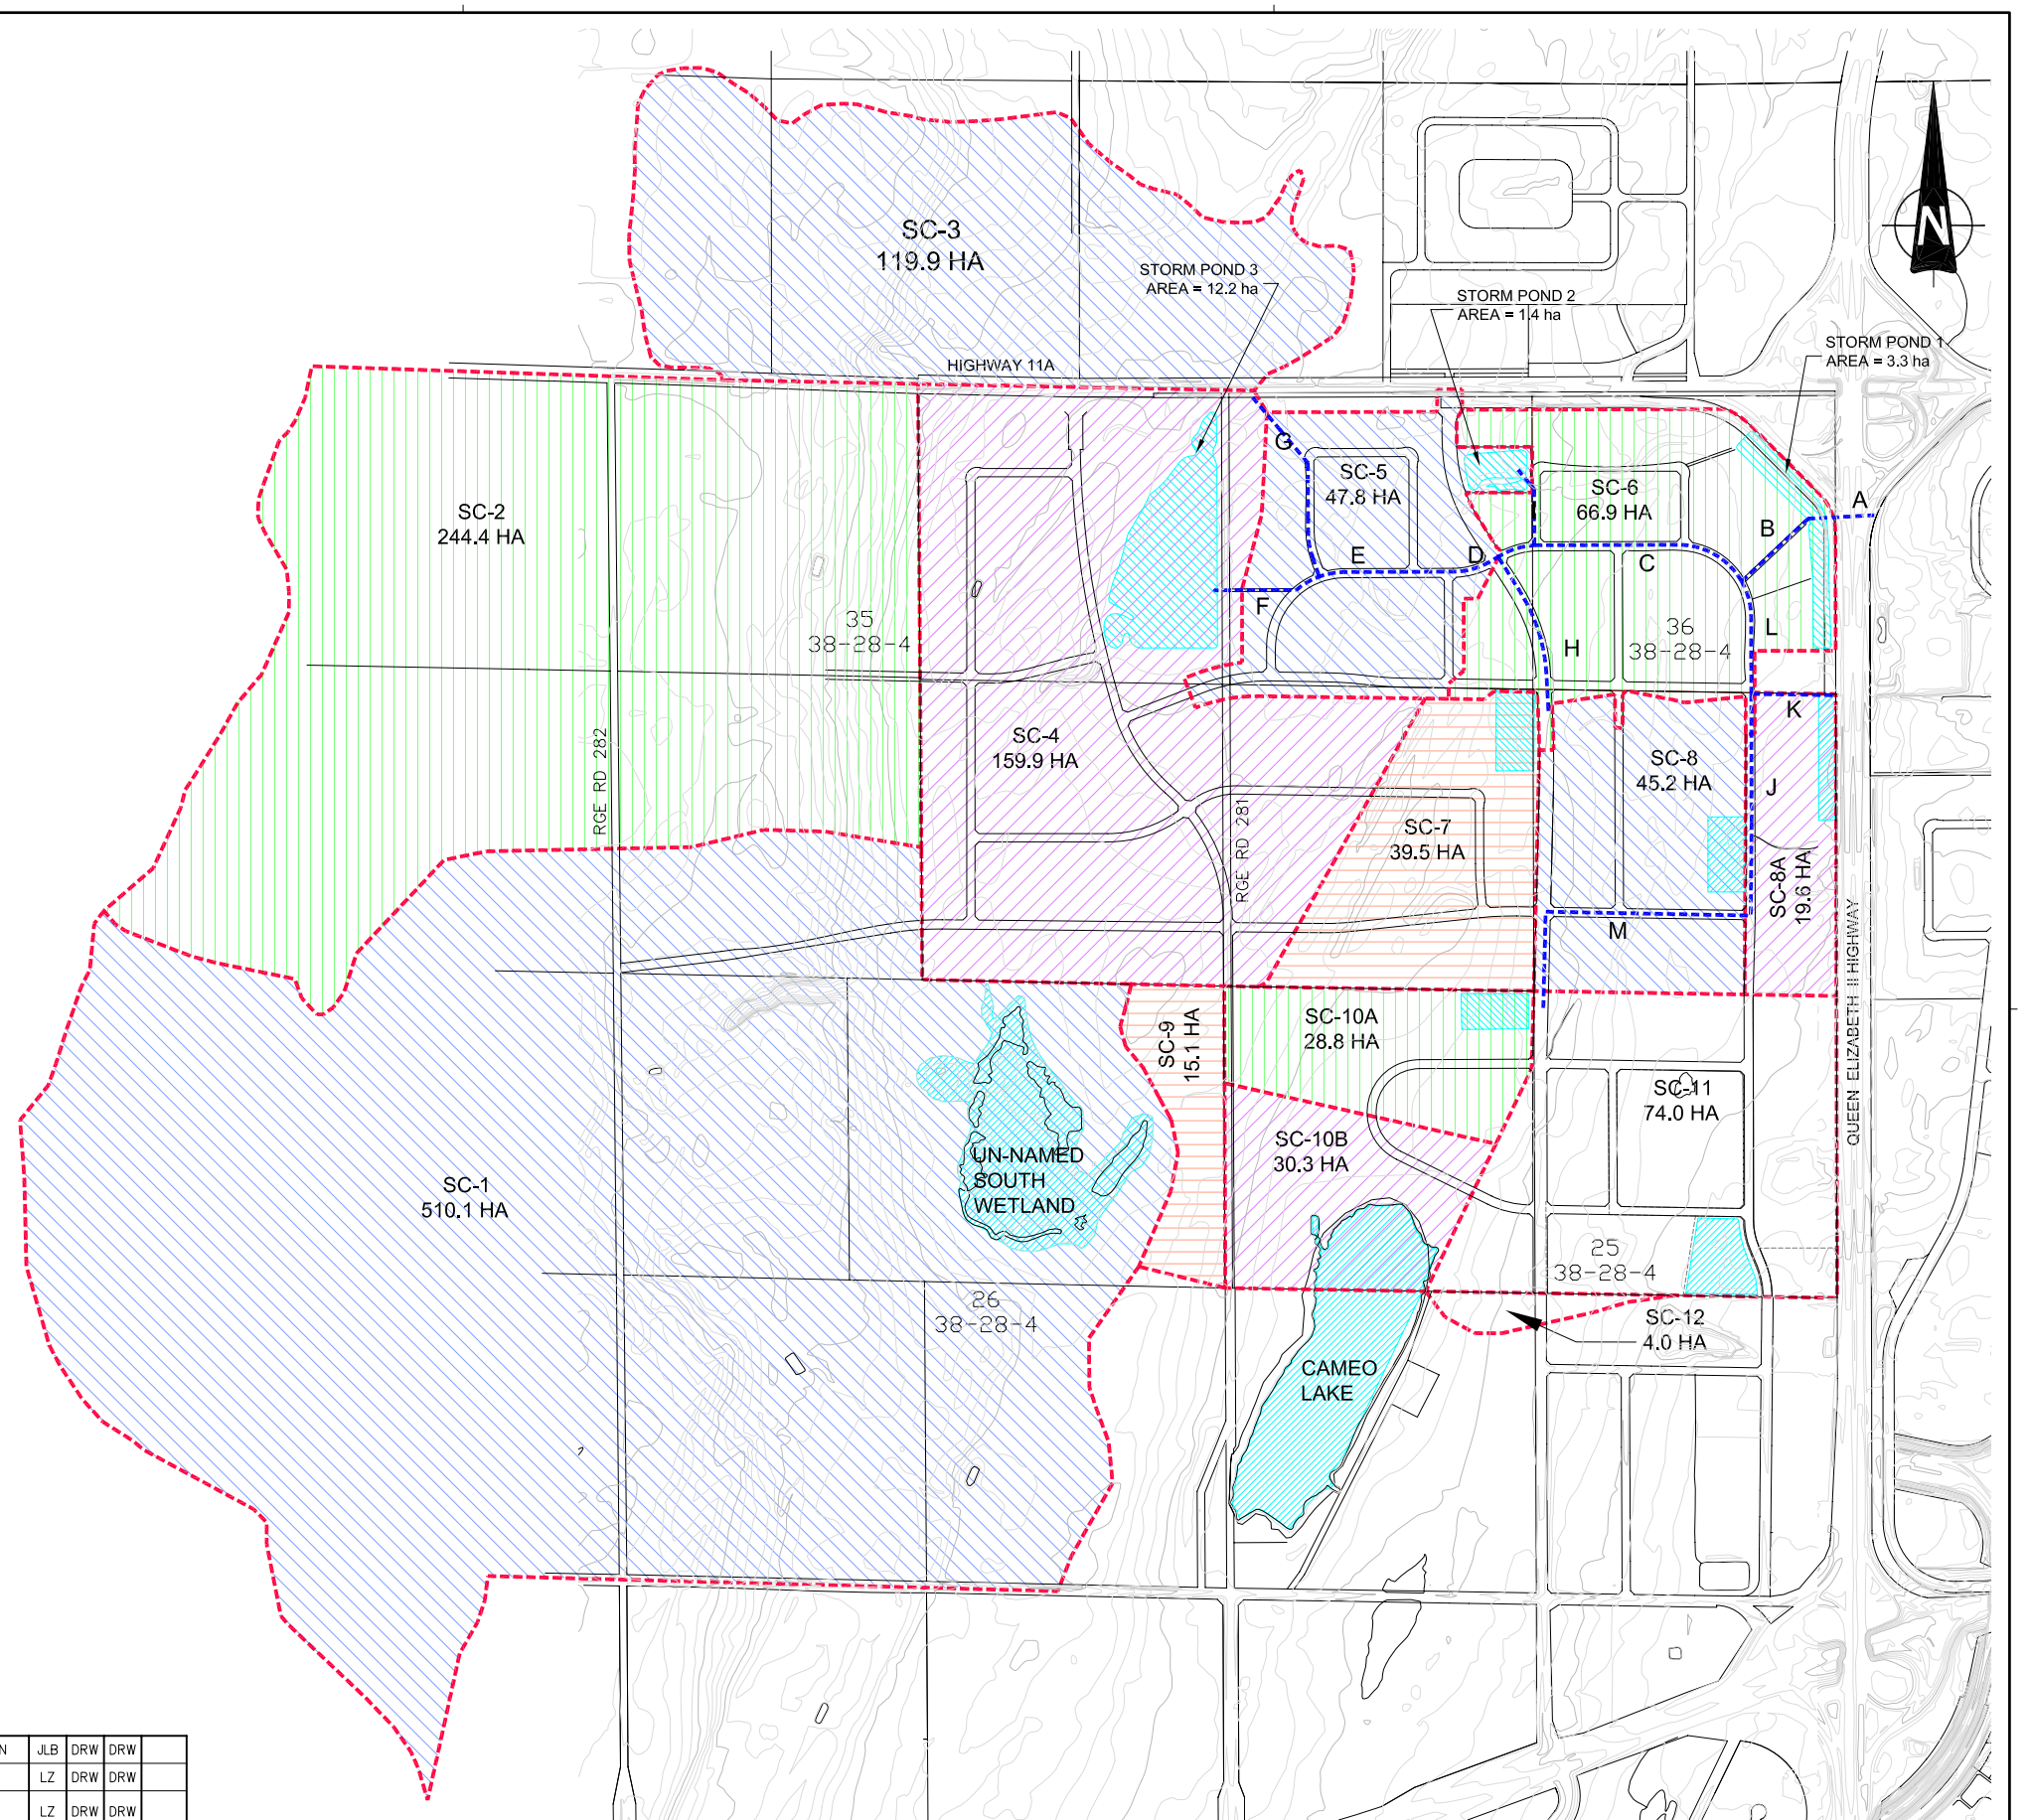 SC-3
119.9 HA
N
STORM POND 3
AREA = 12.2 ha
STORM POND 2
AREA = 1.4 ha
STORM POND 1
AREA = 3.3 ha
HIGHWAY 11A
G
SC-5
47.8 HA
SC-6
66.9 HA
A
B
SC-2
244.4 HA
E
D
C
F
35
38-28-4
H
36
38-28-4
L
K
RGE RD 282
SC-4
159.9 HA
SC-8
45.2 HA
J
SC-7
39.5 HA
RGE RD 281
SC-8A
19.6 HA
M
QUEEN ELIZABETH II HIGHWAY
SC-9
15.1 HA
SC-10A
28.8 HA
SC-11
74.0 HA
SC-10B
30.3 HA
UN-NAMED
SOUTH
WETLAND
SC-1
510.1 HA
25
38-28-4
26
38-28-4
SC-12
4.0 HA
CAMEO
LAKE
N JLB DRW DRW
LZ DRW DRW
LZ DRW DRW